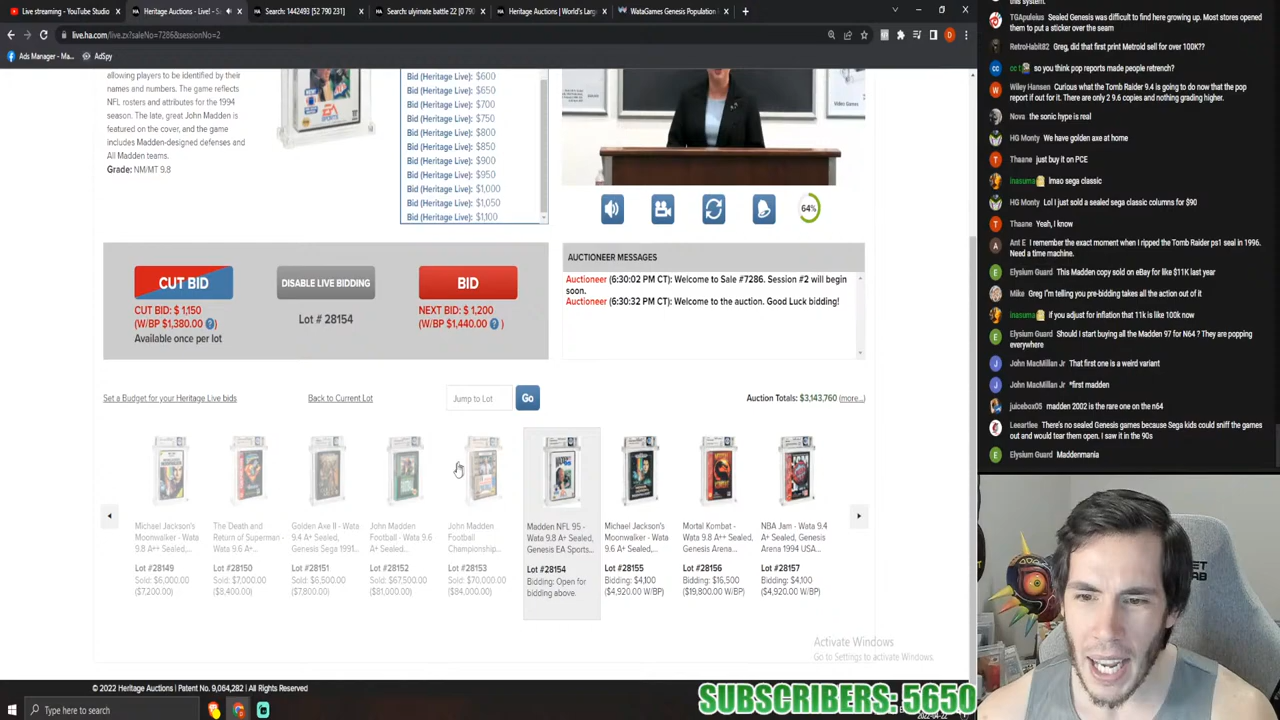 Live streaming - YouTube Studio
Heritage Auctions - Live! - S
Search: 1442493 [52 790 231]
Search: ulyimate battle
Heritage Auctions | World's Larg
WataGames Genesis Population
live.ha.com/live.zx?saleNo=7286&sessionNo=2
Ads Manager - Ma...
AdSpy
allowing players to be identified by their
names and numbers. The game reflects
NFL rosters and attributes for the 1994
season. The late, great John Madden is
featured on the cover, and the game
includes Madden-designed defenses and
All Madden teams.
Grade: NM/MT 9.8
Bid (Heritage Live): $600
Bid (Heritage Live): $650
Bid (Heritage Live): $700
Bid (Heritage Live): $750
Bid (Heritage Live): $800
Bid (Heritage Live): $850
Bid (Heritage Live): $900
Bid (Heritage Live): $950
Bid (Heritage Live): $1,000
Bid (Heritage Live): $1,050
Bid (Heritage Live): $1,100
Video Games
64%
CUT BID
CUT BID: $ 1,150
(W/BP $1,380.00 ?)
Available once per lot
DISABLE LIVE BIDDING
Lot # 28154
BID
NEXT BID: $ 1,200
(W/BP $1,440.00 ?)
AUCTIONEER MESSAGES
Auctioneer (6:30:02 PM CT): Welcome to Sale #7286. Session #2 will begin
soon.
Auctioneer (6:30:32 PM CT): Welcome to the auction. Good Luck bidding!
Set a Budget for your Heritage Live bids
Back to Current Lot
Jump to Lot
Go
Auction Totals: $3,143,760 (more...)
Michael Jackson's
Moonwalker - Wata
9.8 A++ Sealed,...
Lot #28149
Sold: $6,000.00
($7,200.00)
The Death and
Return of Superman -
Wata 9.6 A+...
Lot #28150
Sold: $7,000.00
($8,400.00)
Golden Axe II - Wata
9.4 A+ Sealed,
Genesis Sega 1991...
Lot #28151
Sold: $6,500.00
($7,800.00)
John Madden
Football - Wata 9.6
A+ Sealed...
Lot #28152
Sold: $67,500.00
($81,000.00)
John Madden
Football
Championship...
Lot #28153
Sold: $70,000.00
($84,000.00)
Madden NFL 95 -
Wata 9.8 A+ Sealed,
Genesis EA Sports...
Lot #28154
Bidding: Open for
bidding above.
Michael Jackson's
Moonwalker - Wata
9.6 A+ Sealed,...
Lot #28155
Bidding: $4,100
($4,920.00 W/BP)
Mortal Kombat -
Wata 9.8 A++ Sealed,
Genesis Arena...
Lot #28156
Bidding: $16,500
($19,800.00 W/BP)
NBA Jam - Wata 9.4
A+ Sealed, Genesis
Arena 1994 USA...
Lot #28157
Bidding: $4,100
($4,920.00 W/BP)
Activate Windows
Go to Settings to activate Windows.
© 2022 Heritage Auctions | Patent No. 9,064,282 | All Rights Reserved
Type here to search
SUBSCRIBERS: 5650
this system.
TGApuleius Sealed Genesis was difficult to find here growing up. Most stores opened
them to put a sticker over the seam
RetroHabit82 Greg, did that first print Metroid sell for over 100K??
so you think pop reports made people retrench?
Wiley Hansen Curious what the Tomb Raider 9.4 is going to do now that the pop
report if out for it. There are only 2 9.6 copies and nothing grading higher.
Nova the sonic hype is real
HG Monty We have golden axe at home
Thaane just buy it on PCE
inasuma lmao sega classic
HG Monty Lol I just sold a sealed sega classic columns for $90
Thaane Yeah, I know
Ant E I remember the exact moment when I ripped the Tomb Raider ps1 seal in 1996.
Need a time machine.
Elysium Guard This Madden copy sold on eBay for like $11K last year
Mike Greg I'm telling you pre-bidding takes all the action out of it
inasuma if you adjust for inflation that 11k is like 100k now
Elysium Guard Should I start buying all the Madden 97 for N64 ? They are popping
everywhere
John MacMillan Jr That first one is a weird variant
John MacMillan Jr *first madden
juicebox05 madden 2002 is the rare one on the n64
Leeartlee There's no sealed Genesis games because Sega kids could sniff the games
out and would tear them open. I saw it in the 90s
Elysium Guard Maddenmania